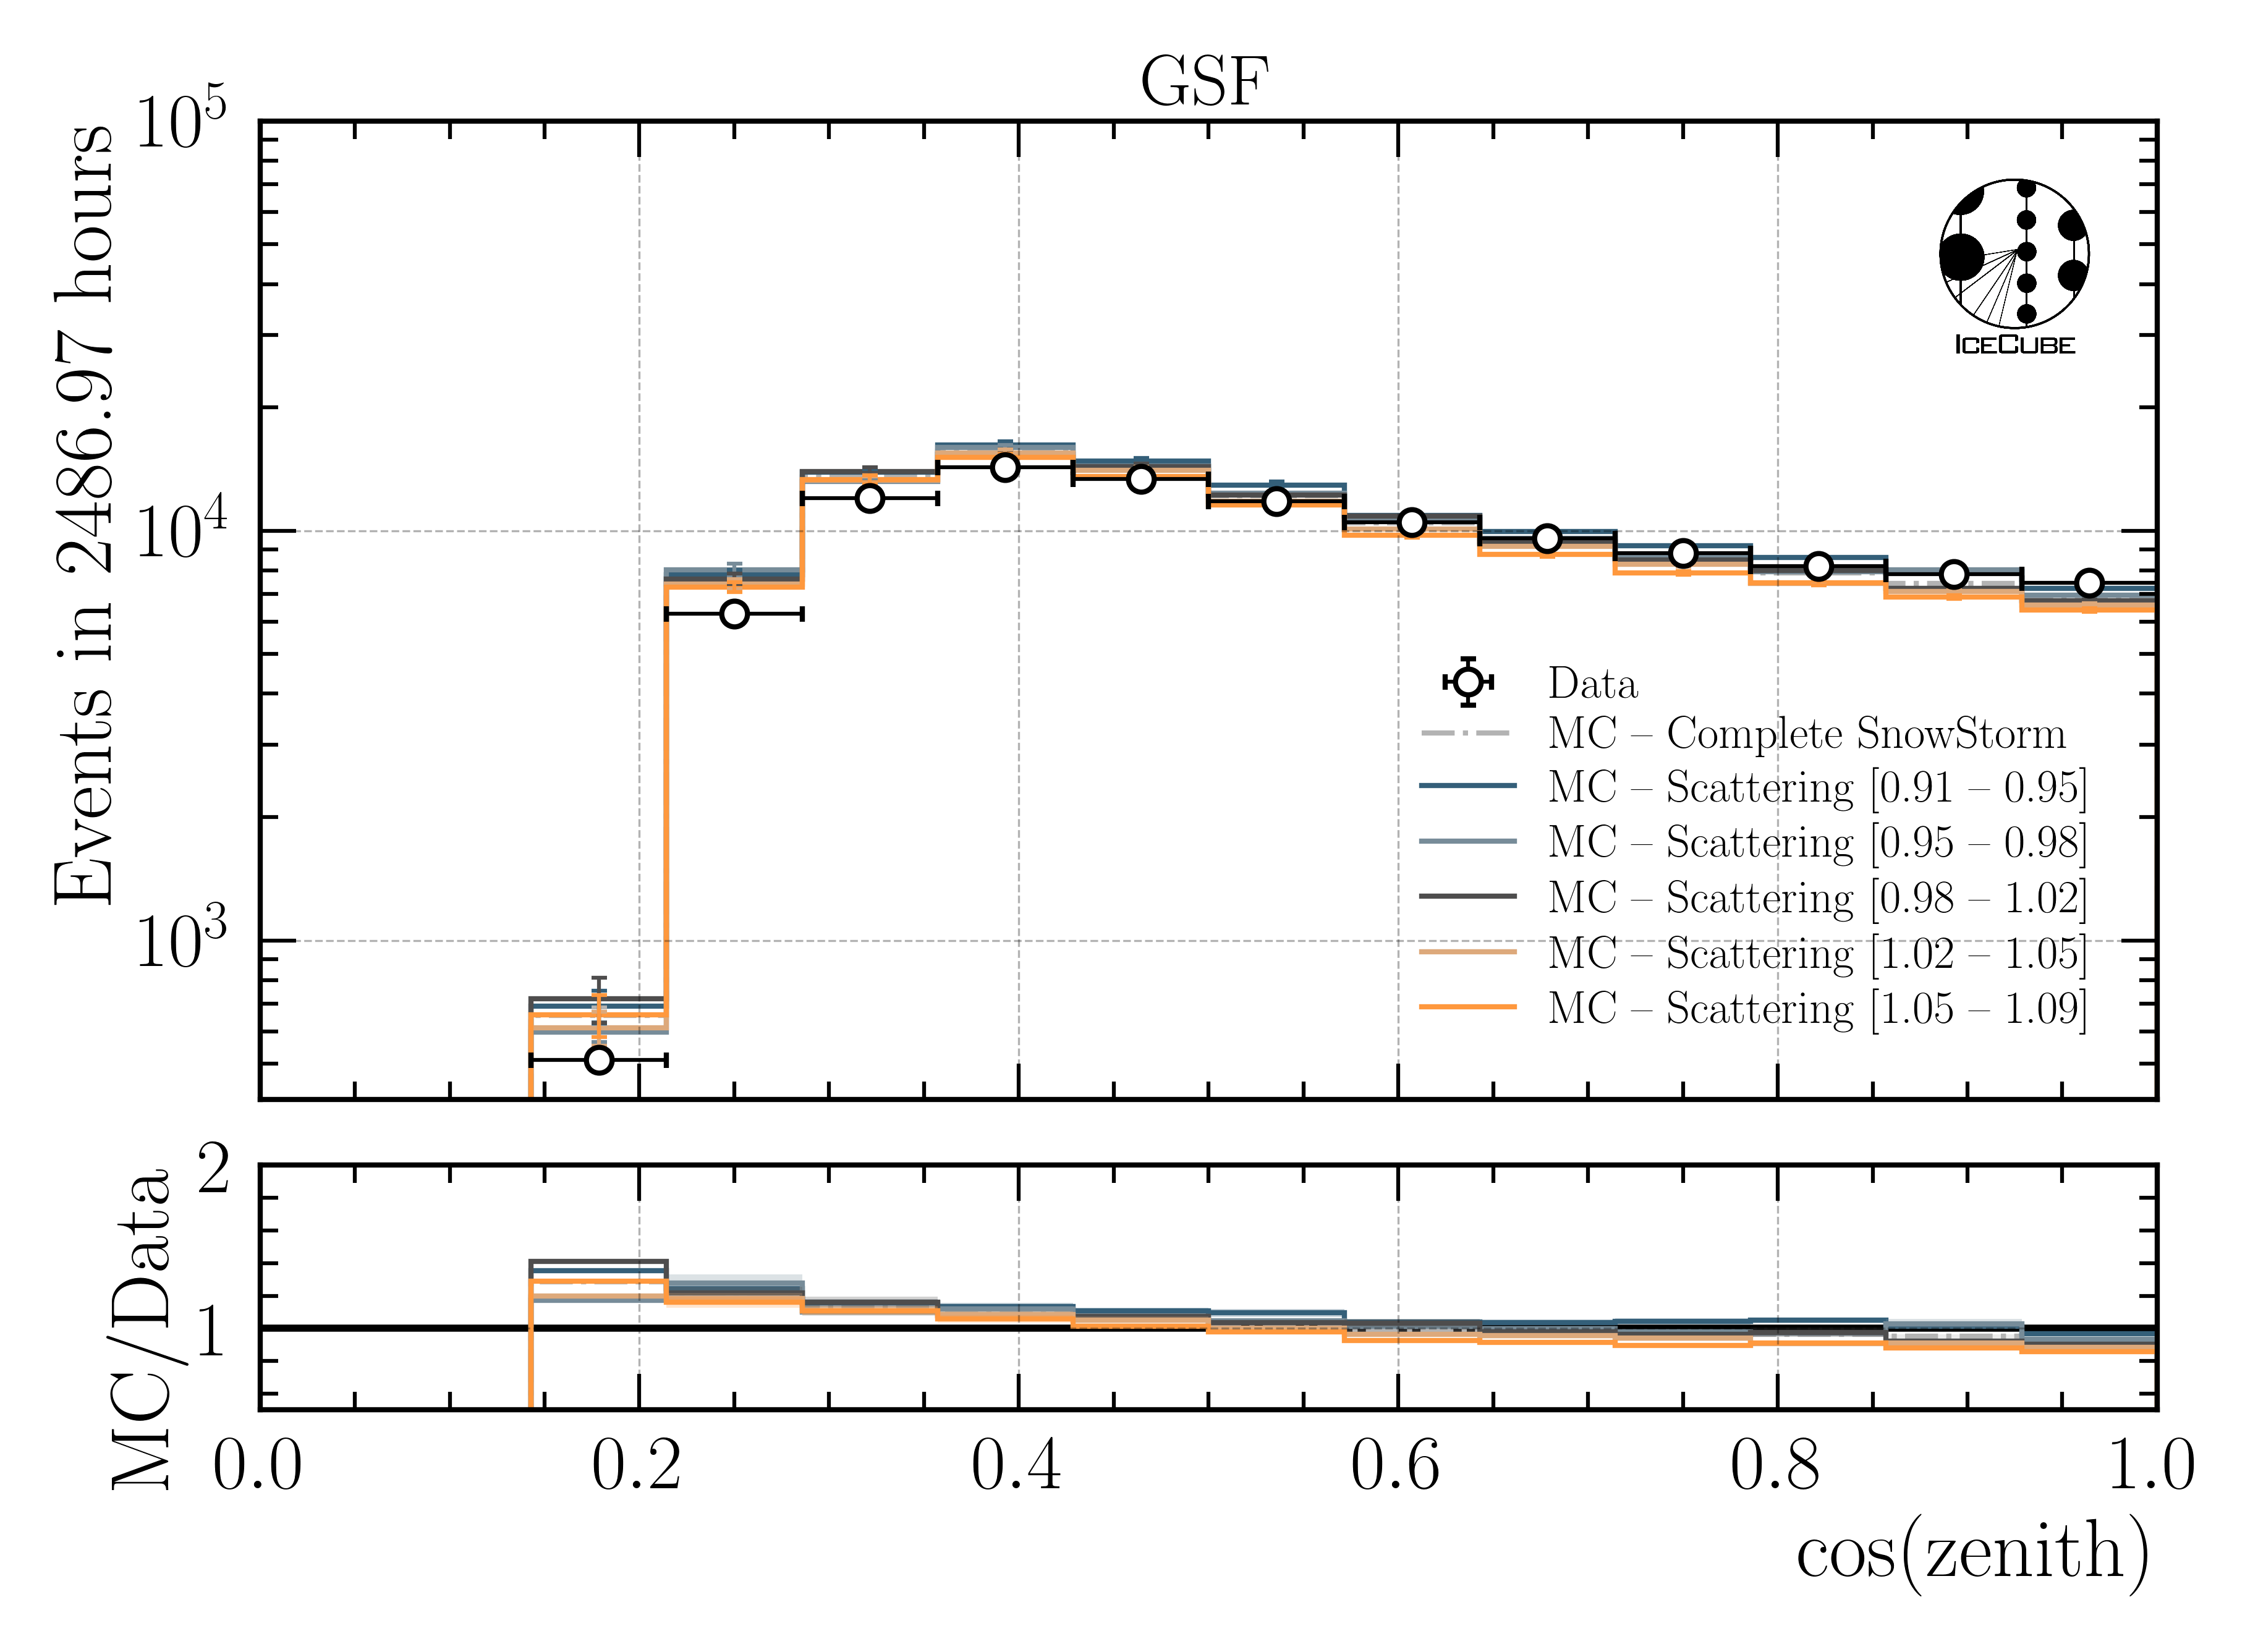 GSF
10^5
10^4
10^3
Events in 2486.97 hours
ICECUBE
Data
MC – Complete SnowStorm
MC – Scattering [0.91 – 0.95]
MC – Scattering [0.95 – 0.98]
MC – Scattering [0.98 – 1.02]
MC – Scattering [1.02 – 1.05]
MC – Scattering [1.05 – 1.09]
2
1
MC/Data
0.0 0.2 0.4 0.6 0.8 1.0
cos(zenith)